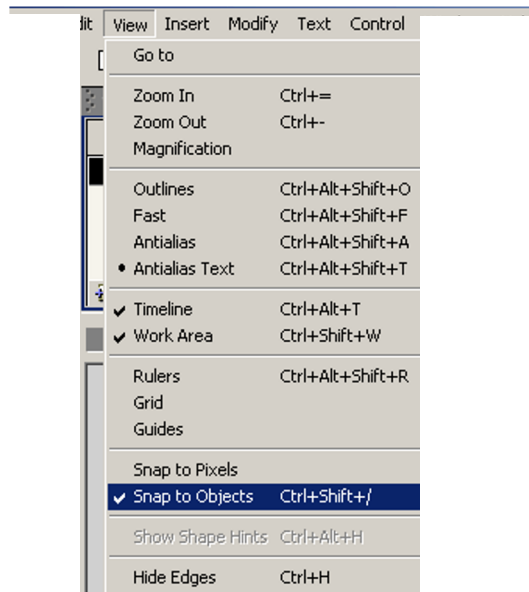 dit View Insert Modify Text Control
Go to
Zoom In Ctrl+=
Zoom Out Ctrl+-
Magnification
Outlines Ctrl+Alt+Shift+O
Fast Ctrl+Alt+Shift+F
Antialias Ctrl+Alt+Shift+A
Antialias Text Ctrl+Alt+Shift+T
Timeline Ctrl+Alt+T
Work Area Ctrl+Shift+W
Rulers Ctrl+Alt+Shift+R
Grid
Guides
Snap to Pixels
Snap to Objects Ctrl+Shift+/
Show Shape Hints Ctrl+Alt+H
Hide Edges Ctrl+H